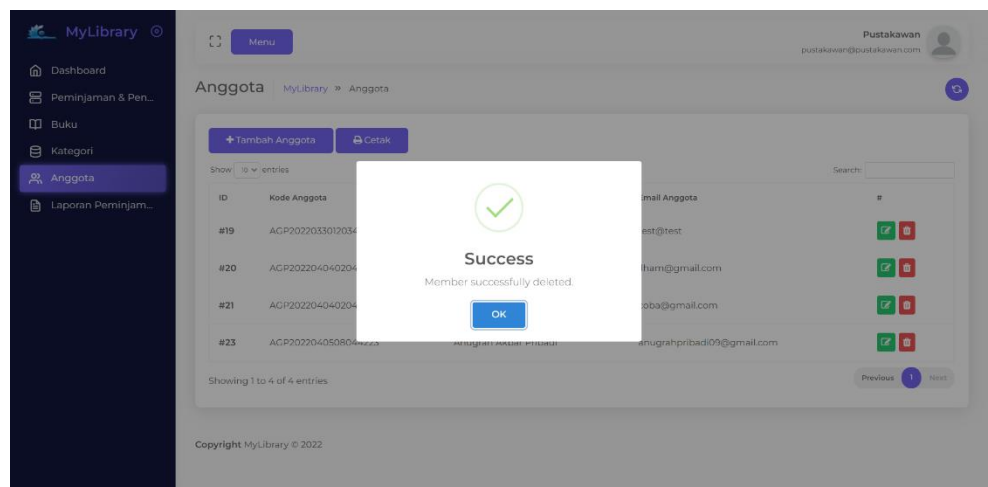 MyLibrary
Menu
Pustakawan
pustakawan@pustakawan.com
Dashboard
Peminjaman & Pen...
Buku
Kategori
Anggota
Laporan Peminjam...
Anggota MyLibrary » Anggota
+Tambah Anggota Cetak
Show 10 entries Search:
ID Kode Anggota Email Anggota #
#19 AGP2022033012034 est@test
#20 AGP202204040204 lham@gmail.com
#21 AGP202204040204 coba@gmail.com
#23 AGP2022040508044223 Anugrah Akbar Pribadi anugrahpribadi09@gmail.com
Success
Member successfully deleted.
OK
Showing 1 to 4 of 4 entries Previous 1 Next
Copyright MyLibrary © 2022